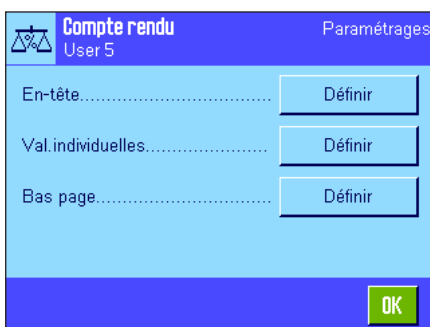 Compte rendu Paramétrages
User 5
En-tête.................................. Définir
Val.individuelles...................... Définir
Bas page............................... Définir
OK